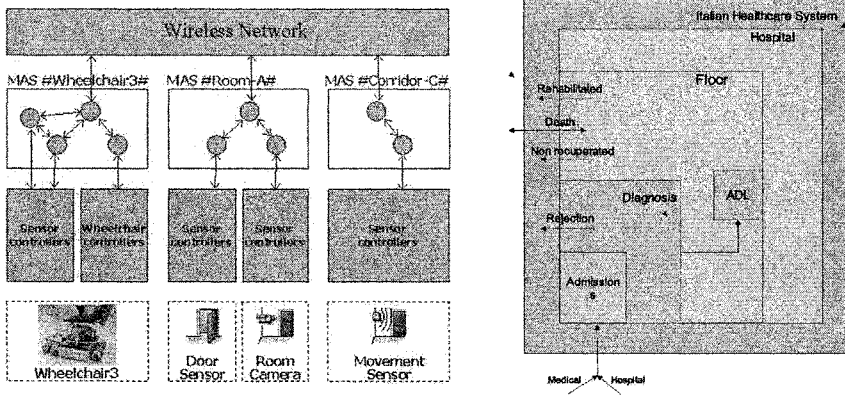 Wireless Network
MAS #Wheelchair3#
MAS #Room-A#
MAS #Corridor-C#
Sensor
controllers
Wheelchair
controllers
Sensor
controllers
Sensor
controllers
Sensor
controllers
Wheelchair3
Door
Sensor
Room
Camera
Movement
Sensor
Italian Healthcare System
Hospital
Floor
Rehabilitated
Death
Non recuperated
Diagnosis
ADL
Rejection
Admission
s
Medical
Hospital